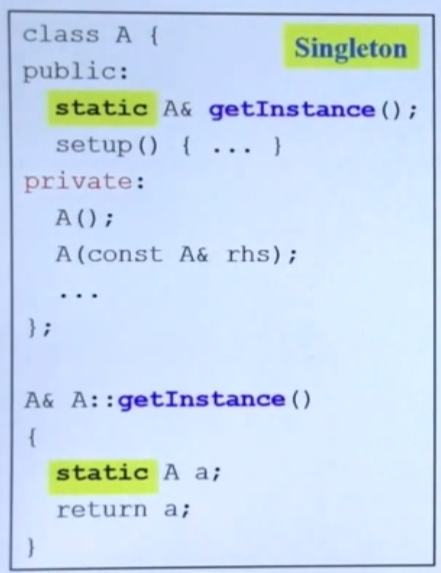 class A {
Singleton
public:
static A& getInstance();
setup() { ... }
private:
A();
A(const A& rhs);
...
};
A& A::getInstance()
{
static A a;
return a;
}